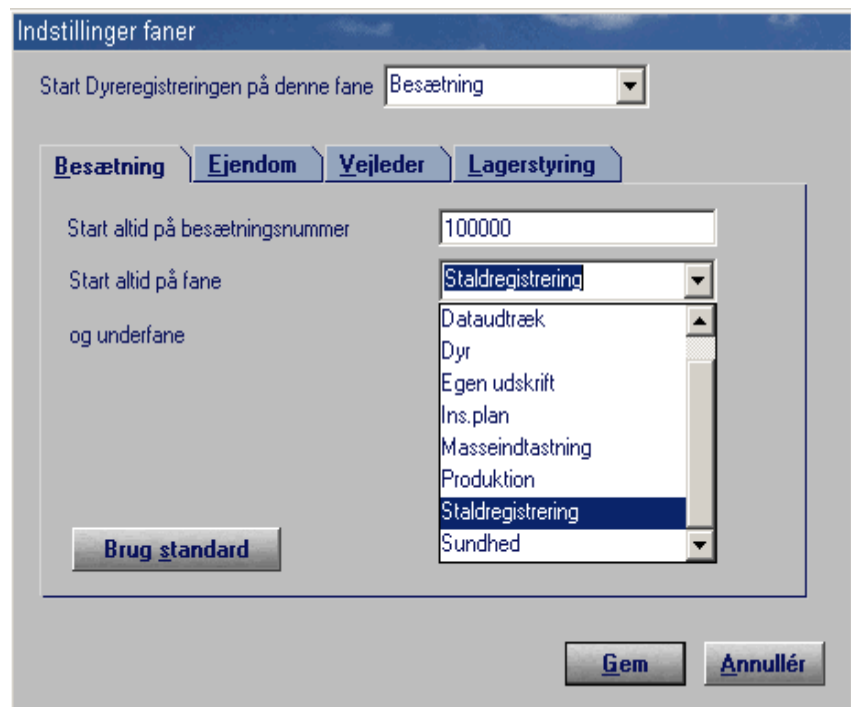 Indstillinger faner
Start Dyreregistreringen på denne fane Besætning
Besætning Ejendom Vejleder Lagerstyring
Start altid på besætningsnummer 100000
Start altid på fane Staldregistrering
og underfane
Dataudtræk
Dyr
Egen udskrift
Ins.plan
Masseindtastning
Produktion
Staldregistrering
Sundhed
Brug standard
Gem Annullér